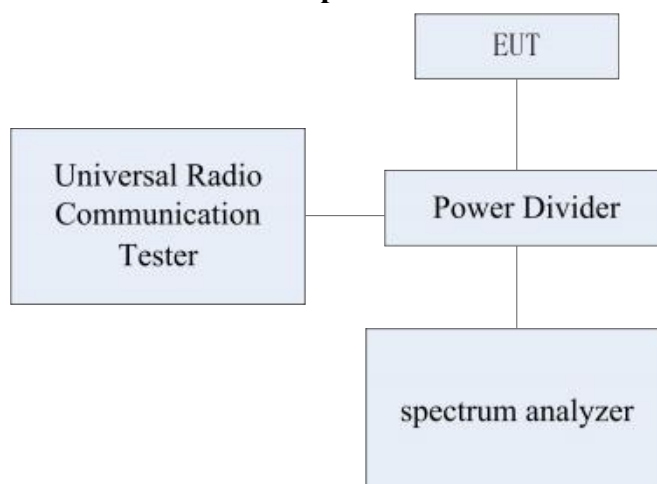 EUT
Universal Radio
Communication
Tester
Power Divider
spectrum analyzer